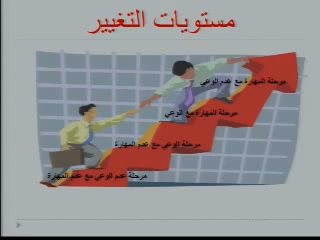 مستويات التغيير
مرحلة المهارة مع عدم الوعي
مرحلة المهارة مع الوعي
مرحلة الوعي مع عدم المهارة
مرحلة عدم الوعي مع عدم المهارة